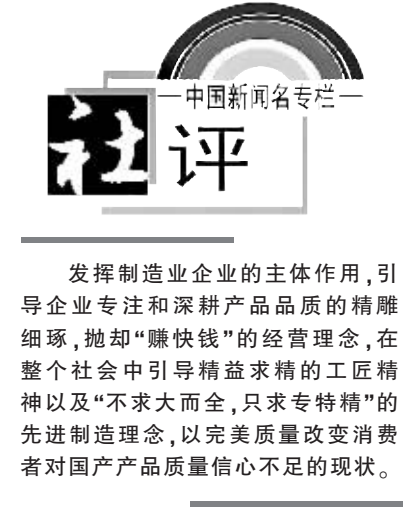 —中国新闻名专栏—
社评
发挥制造业企业的主体作用,引
导企业专注和深耕产品品质的精雕
细琢,抛却“赚快钱”的经营理念,在
整个社会中引导精益求精的工匠精
神以及“不求大而全,只求专特精”的
先进制造理念,以完美质量改变消费
者对国产产品质量信心不足的现状。